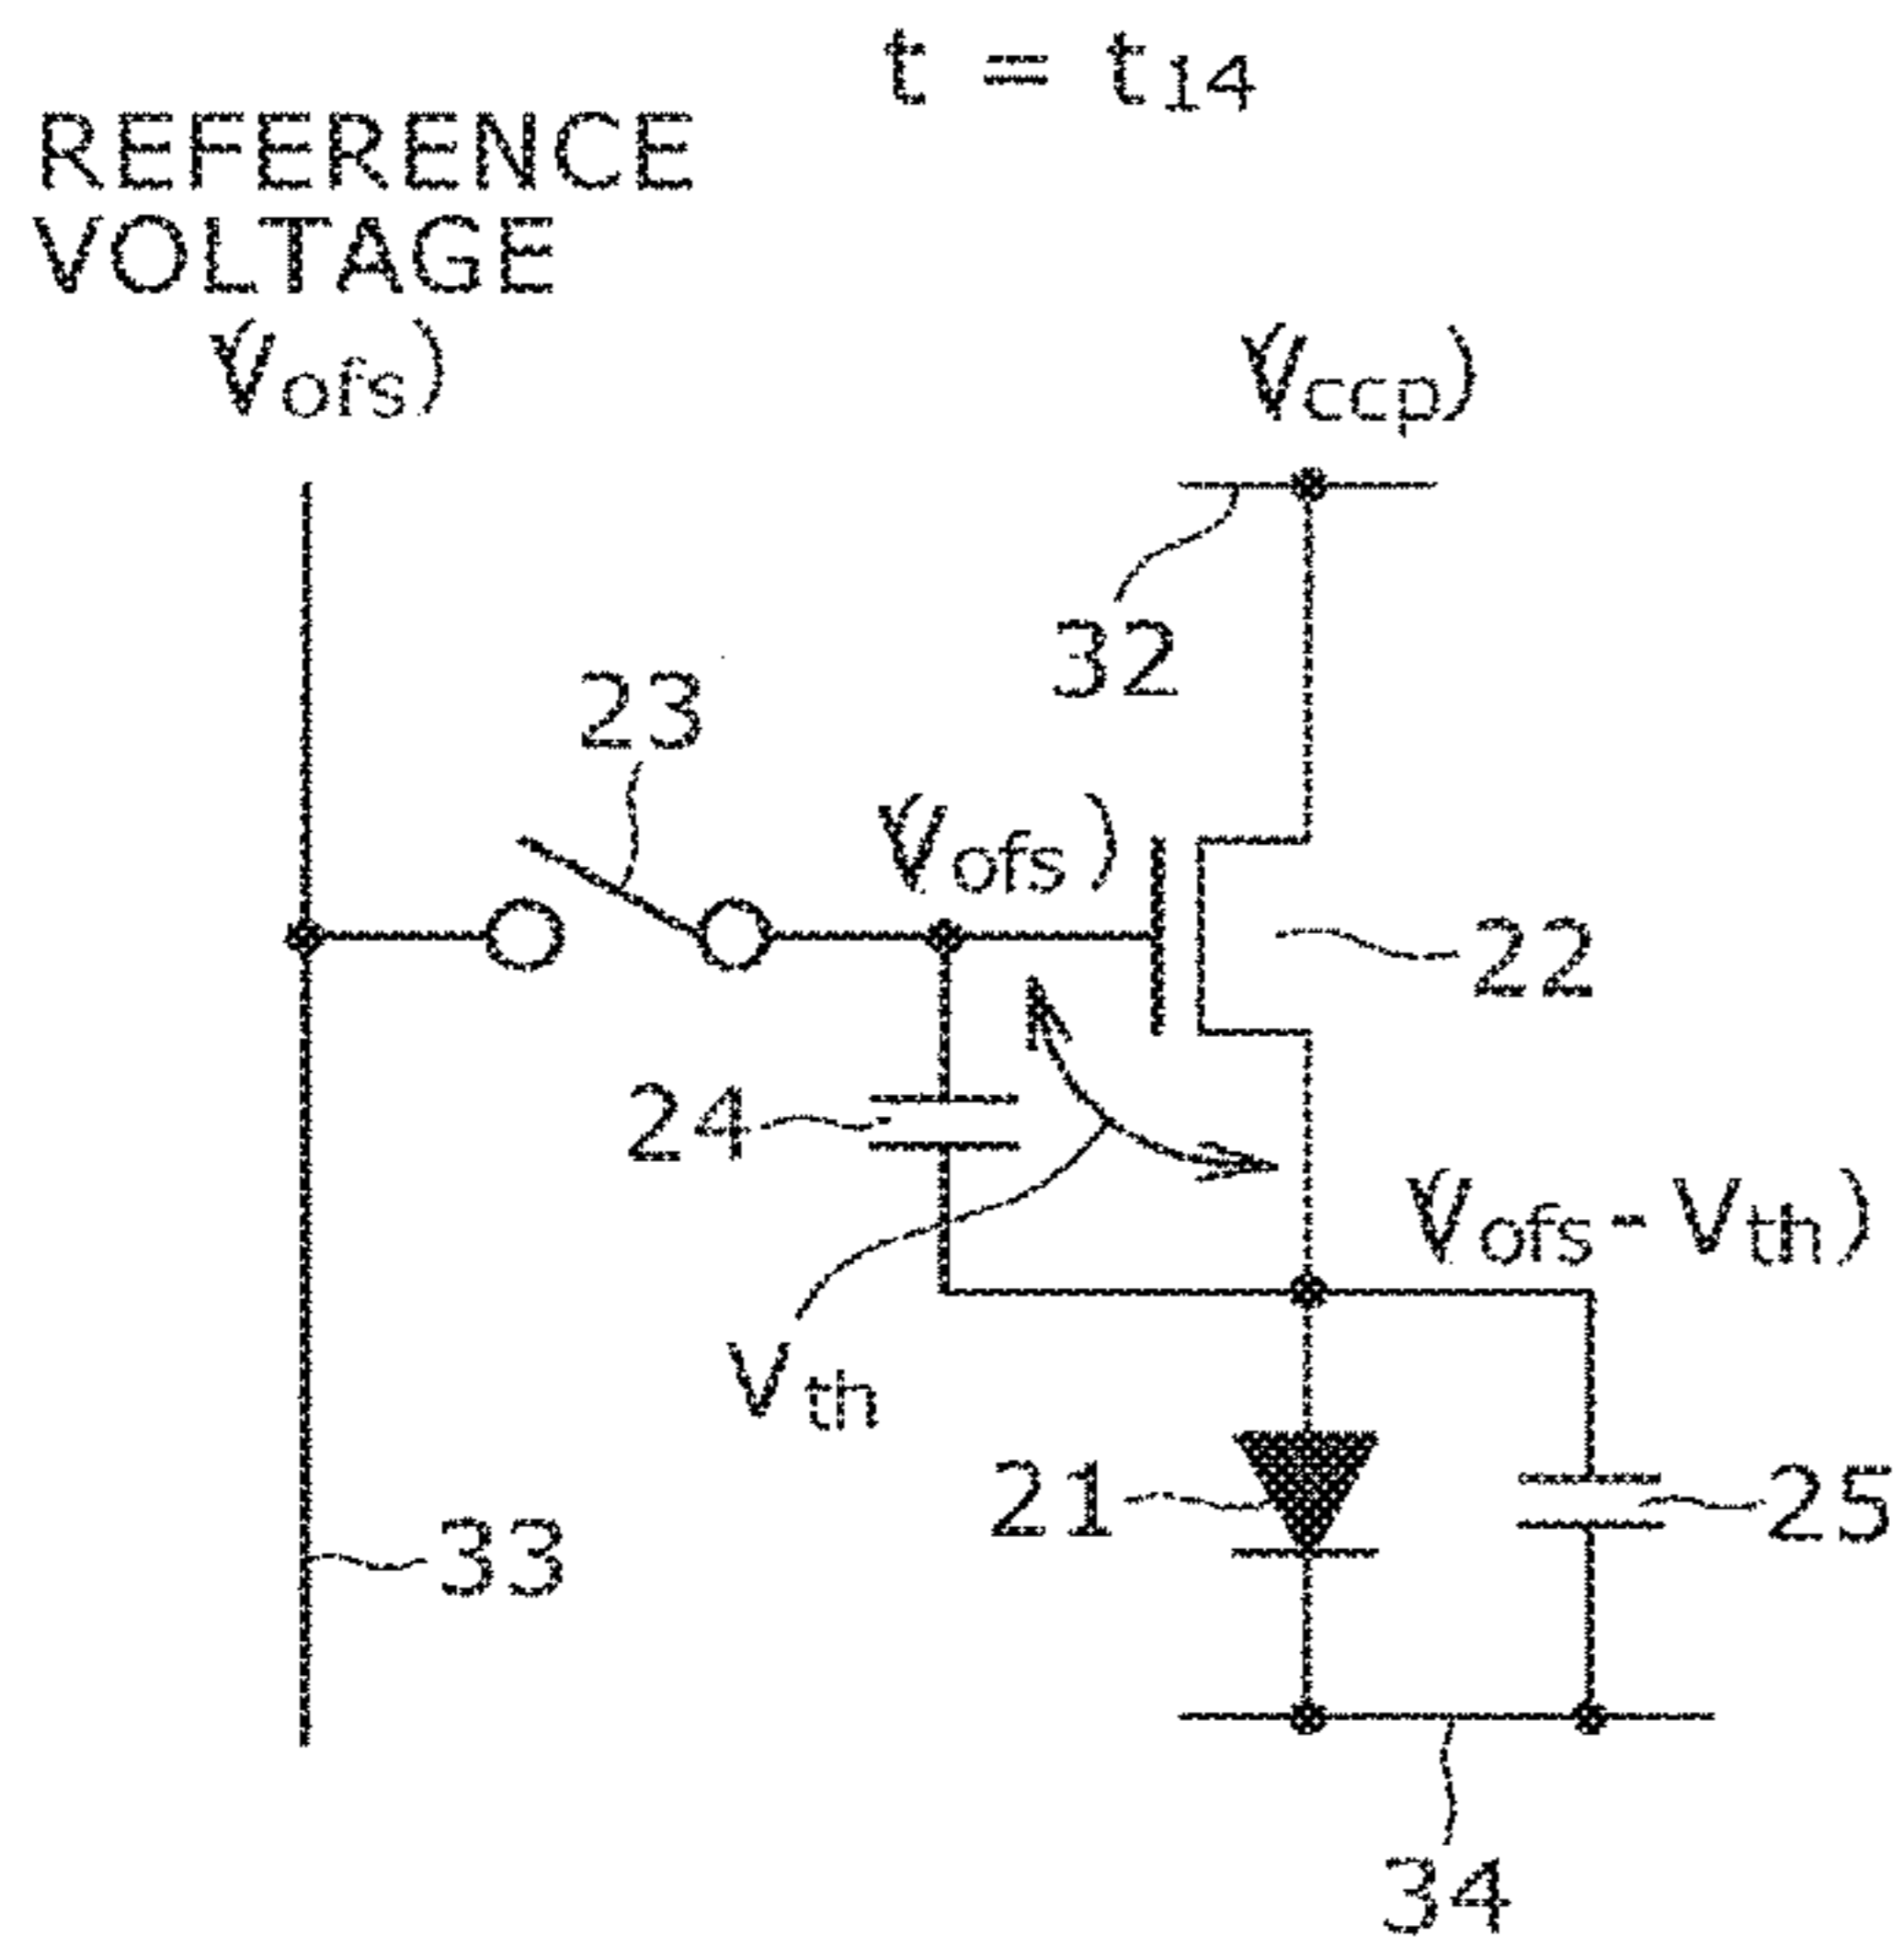 t = t14
REFERENCE
VOLTAGE
(Vofs)
(Vccp)
32
23
(Vofs)
22
24
(Vofs - Vth)
Vth
21
25
33
34